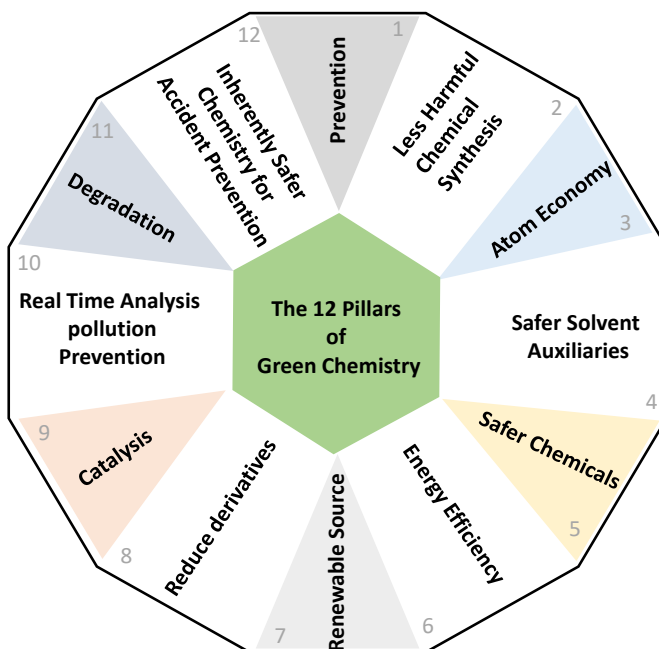 The 12 Pillars
of
Green Chemistry
1
Prevention
2
Less Harmful
Chemical
Synthesis
3
Atom Economy
4
Safer Solvent
Auxiliaries
5
Safer Chemicals
6
Energy Efficiency
7
Renewable Source
8
Reduce derivatives
9
Catalysis
10
Real Time Analysis
pollution
Prevention
11
Degradation
12
Inherently Safer
Chemistry for
Accident Prevention